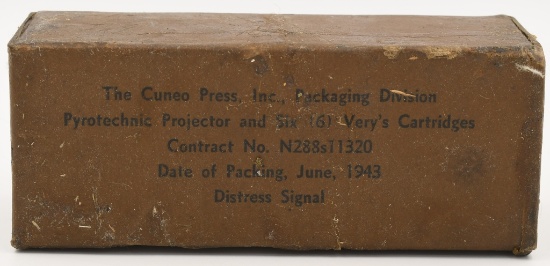 The Cuneo Press, Inc., Packaging Division
Pyrotechnic Projector and Six (6) Very's Cartridges
Contract No. N288s11320
Date of Packing, June, 1943
Distress Signal